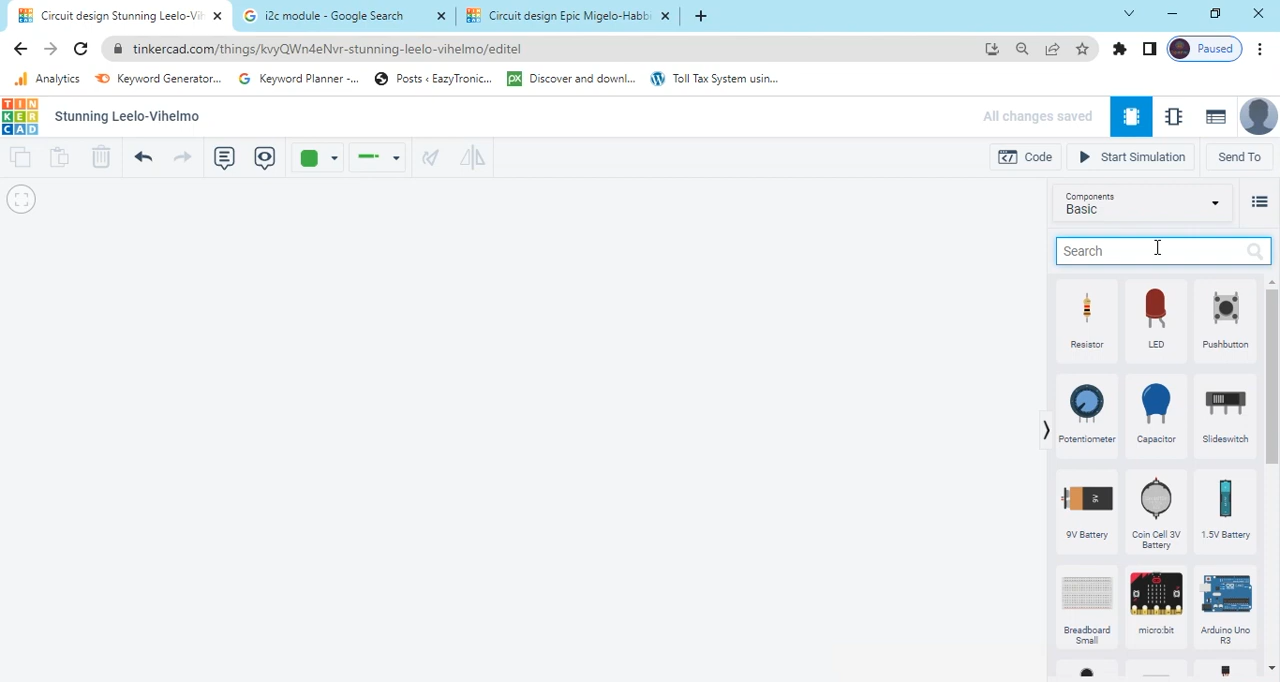 Circuit design Stunning Leelo-Vih
i2c module - Google Search
Circuit design Epic Migelo-Habbi
tinkercad.com/things/kvyQWn4eNvr-stunning-leelo-vihelmo/editel
Paused
Analytics
Keyword Generator...
Keyword Planner -...
Posts ‹ Eazytronic...
Discover and downl...
Toll Tax System usin...
TIN
KER
CAD
Stunning Leelo-Vihelmo
All changes saved
Code
Start Simulation
Send To
Components
Basic
Search
Resistor
LED
Pushbutton
Potentiometer
Capacitor
Slideswitch
9V
9V Battery
Coin Cell 3V
Battery
1.5V Battery
Breadboard
Small
micro:bit
Arduino Uno
R3